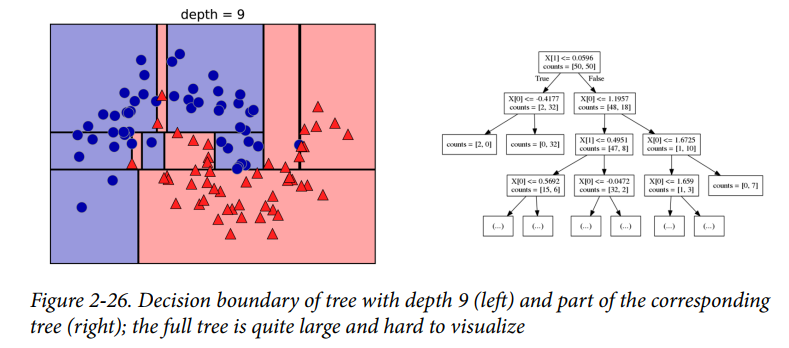 depth = 9
X[1] <= 0.0596
counts = [50, 50]
True
False
X[0] <= -0.4177
counts = [2, 32]
X[0] <= 1.1957
counts = [48, 18]
counts = [2, 0]
counts = [0, 32]
X[1] <= 0.4951
counts = [47, 8]
X[0] <= 1.6725
counts = [1, 10]
X[0] <= 0.5692
counts = [15, 6]
X[0] <= -0.0472
counts = [32, 2]
X[0] <= 1.659
counts = [1, 3]
counts = [0, 7]
(...)
(...)
(...)
(...)
(...)
(...)
Figure 2-26. Decision boundary of tree with depth 9 (left) and part of the corresponding
tree (right); the full tree is quite large and hard to visualize